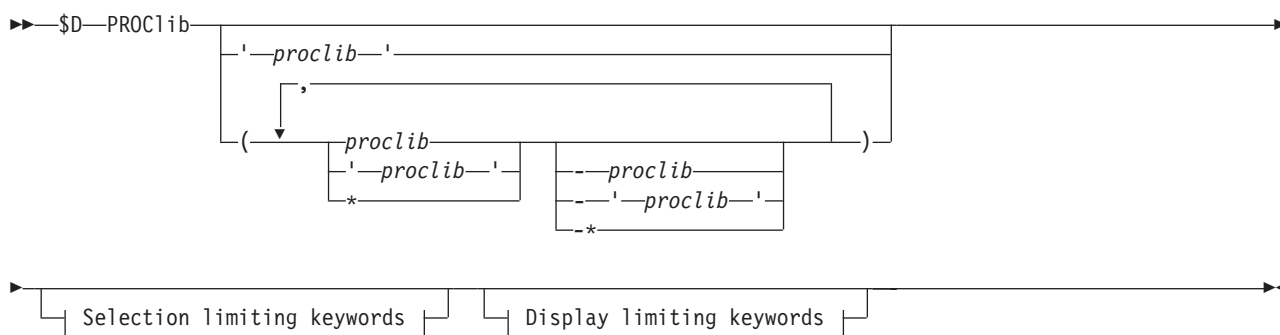 $D PROClib
' proclib '
,
( proclib )
' proclib '
*
- proclib
- ' proclib '
-*
Selection limiting keywords
Display limiting keywords